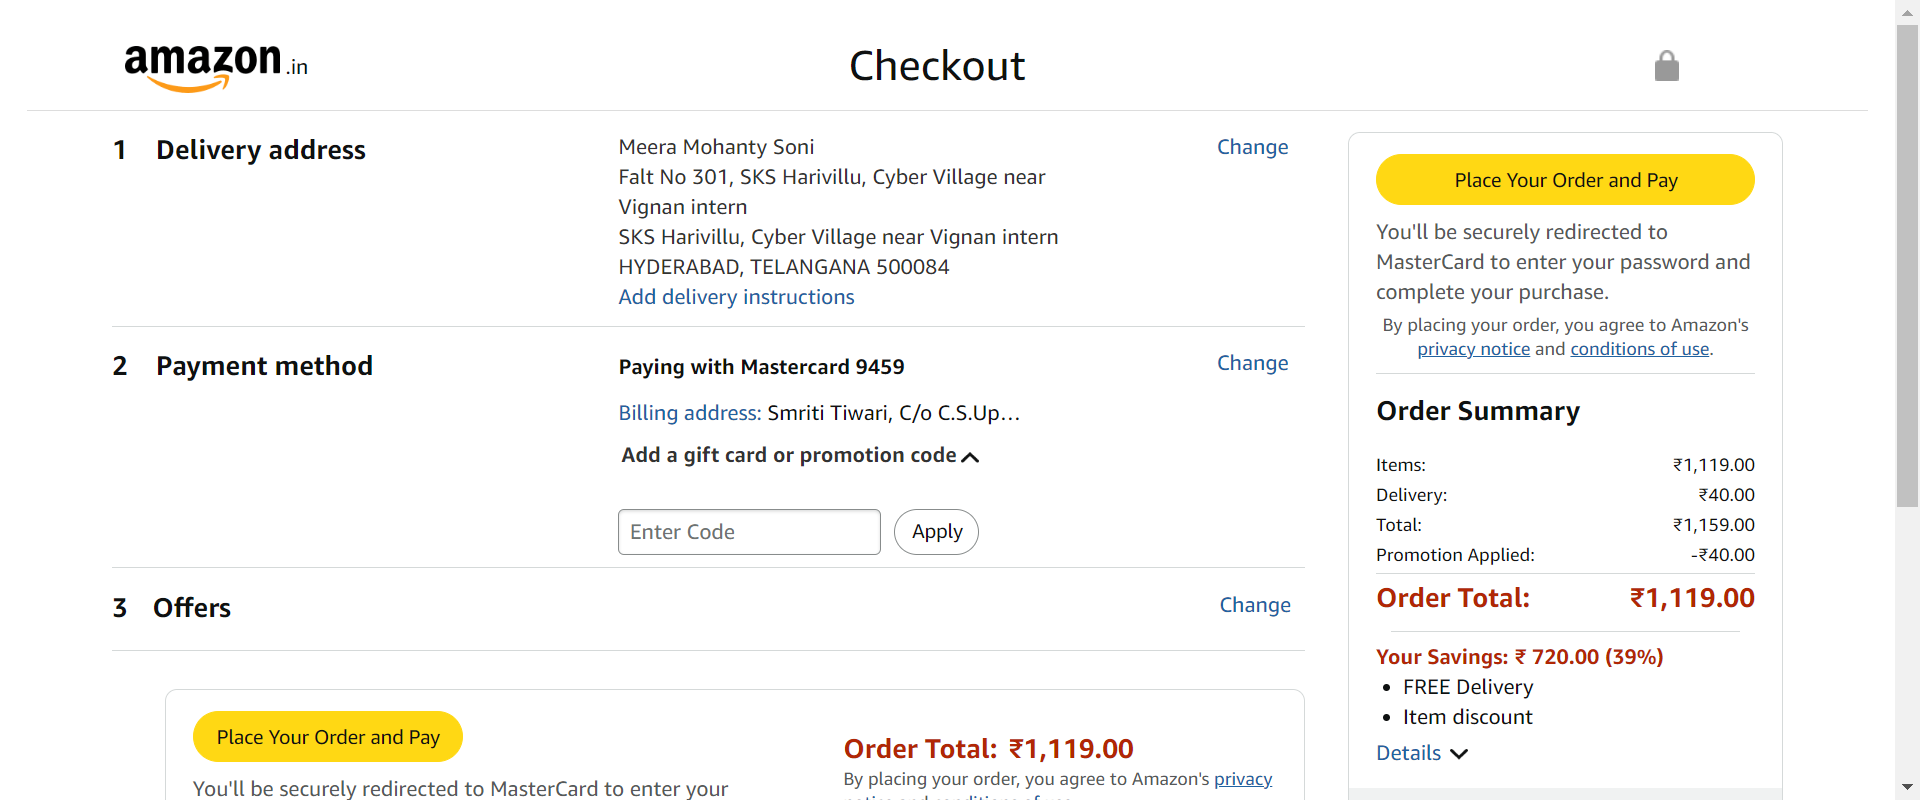 amazon.in
Checkout
1 Delivery address
Meera Mohanty Soni
Falt No 301, SKS Harivillu, Cyber Village near
Vignan intern
SKS Harivillu, Cyber Village near Vignan intern
HYDERABAD, TELANGANA 500084
Add delivery instructions
Change
2 Payment method
Paying with Mastercard 9459
Change
Billing address: Smriti Tiwari, C/o C.S.Up…
Add a gift card or promotion code
Enter Code
Apply
3 Offers
Change
Place Your Order and Pay
You'll be securely redirected to MasterCard to enter your
Order Total: ₹1,119.00
By placing your order, you agree to Amazon's privacy
Place Your Order and Pay
You'll be securely redirected to
MasterCard to enter your password and
complete your purchase.
By placing your order, you agree to Amazon's
privacy notice and conditions of use.
Order Summary
Items: ₹1,119.00
Delivery: ₹40.00
Total: ₹1,159.00
Promotion Applied: -₹40.00
Order Total: ₹1,119.00
Your Savings: ₹ 720.00 (39%)
• FREE Delivery
• Item discount
Details